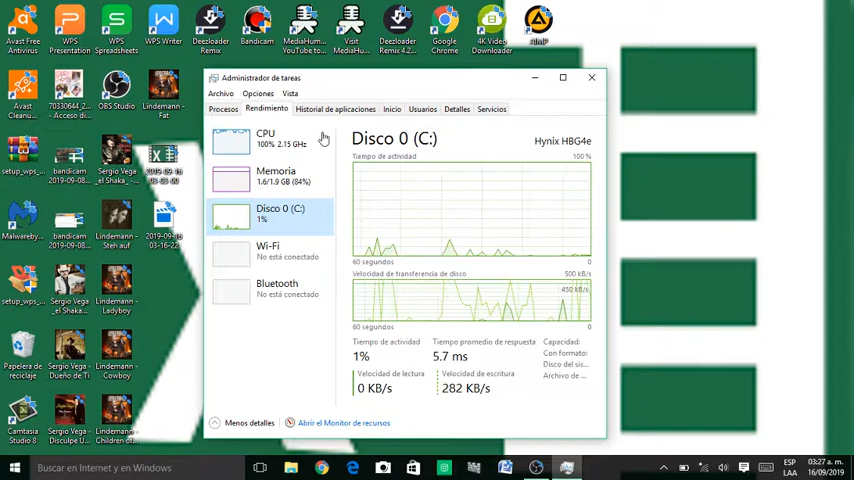 Avast Free
Antivirus
WPS
Presentation
WPS
Spreadsheets
WPS Writer
Deezloader
Remix
Bandicam
MediaHum...
YouTube to...
Visit
MediaHu...
Deezloader
Remix 4.2...
Google
Chrome
4K Video
Downloader
AIMP
Avast
Cleanu...
70330644_2...
- Acceso di...
OBS Studio
Lindemann -
Fat
setup_wps_...
bandicam
2019-09-08...
Sergio Vega
_el Shaka_ -...
2019-09-16
03-08-00
Malwareby...
bandicam
2019-09-08...
Lindemann -
Steh auf
2019-09-16
03-16-22
setup_wps_...
Sergio Vega
_el Shaka...
Lindemann -
Ladyboy
Papelera de
reciclaje
Sergio Vega -
Dueño de Ti
Lindemann -
Cowboy
Camtasia
Studio 8
Sergio Vega -
Disculpe U...
Lindemann -
Children of...
Administrador de tareas
Archivo Opciones Vista
Procesos Rendimiento Historial de aplicaciones Inicio Usuarios Detalles Servicios
CPU
100% 2.15 GHz
Memoria
1.6/1.9 GB (84%)
Disco 0 (C:)
1%
Wi-Fi
No está conectado
Bluetooth
No está conectado
Disco 0 (C:) Hynix HBG4e
Tiempo de actividad 100 %
60 segundos 0
Velocidad de transferencia de disco 500 kB/s
450 kB/s
60 segundos 0
Tiempo de actividad
1%
Tiempo promedio de respuesta
5.7 ms
Capacidad:
Con formato:
Disco del sis...
Archivo de ...
Velocidad de lectura
0 KB/s
Velocidad de escritura
282 KB/s
Menos detalles Abrir el Monitor de recursos
Buscar en Internet y en Windows
ESP
LAA
03:27 a. m.
16/09/2019